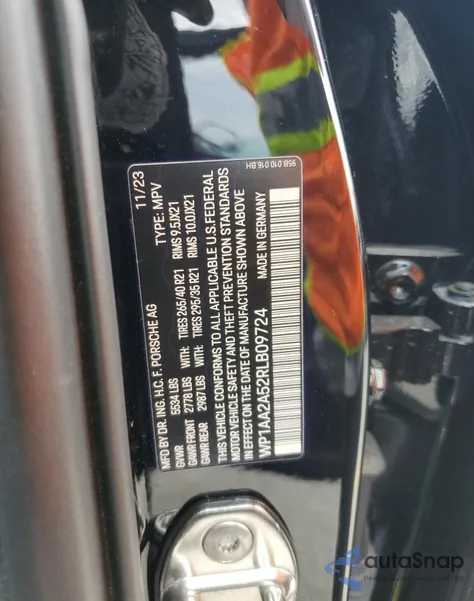 MFD BY DR. ING. H.C. F. PORSCHE AG 11/23
GVWR 5534 LBS TYPE: MPV
GAWR FRONT 2778 LBS WITH: TIRES 265/40 R21 RIMS 9.5JX21
GAWR REAR 2987 LBS WITH: TIRES 295/35 R21 RIMS 10.0JX21
THIS VEHICLE CONFORMS TO ALL APPLICABLE U.S.FEDERAL
MOTOR VEHICLE SAFETY AND THEFT PREVENTION STANDARDS
IN EFFECT ON THE DATE OF MANUFACTURE SHOWN ABOVE
WP1AA2A52RLB09724 MADE IN GERMANY
95B.010.016.BH
autaSnap